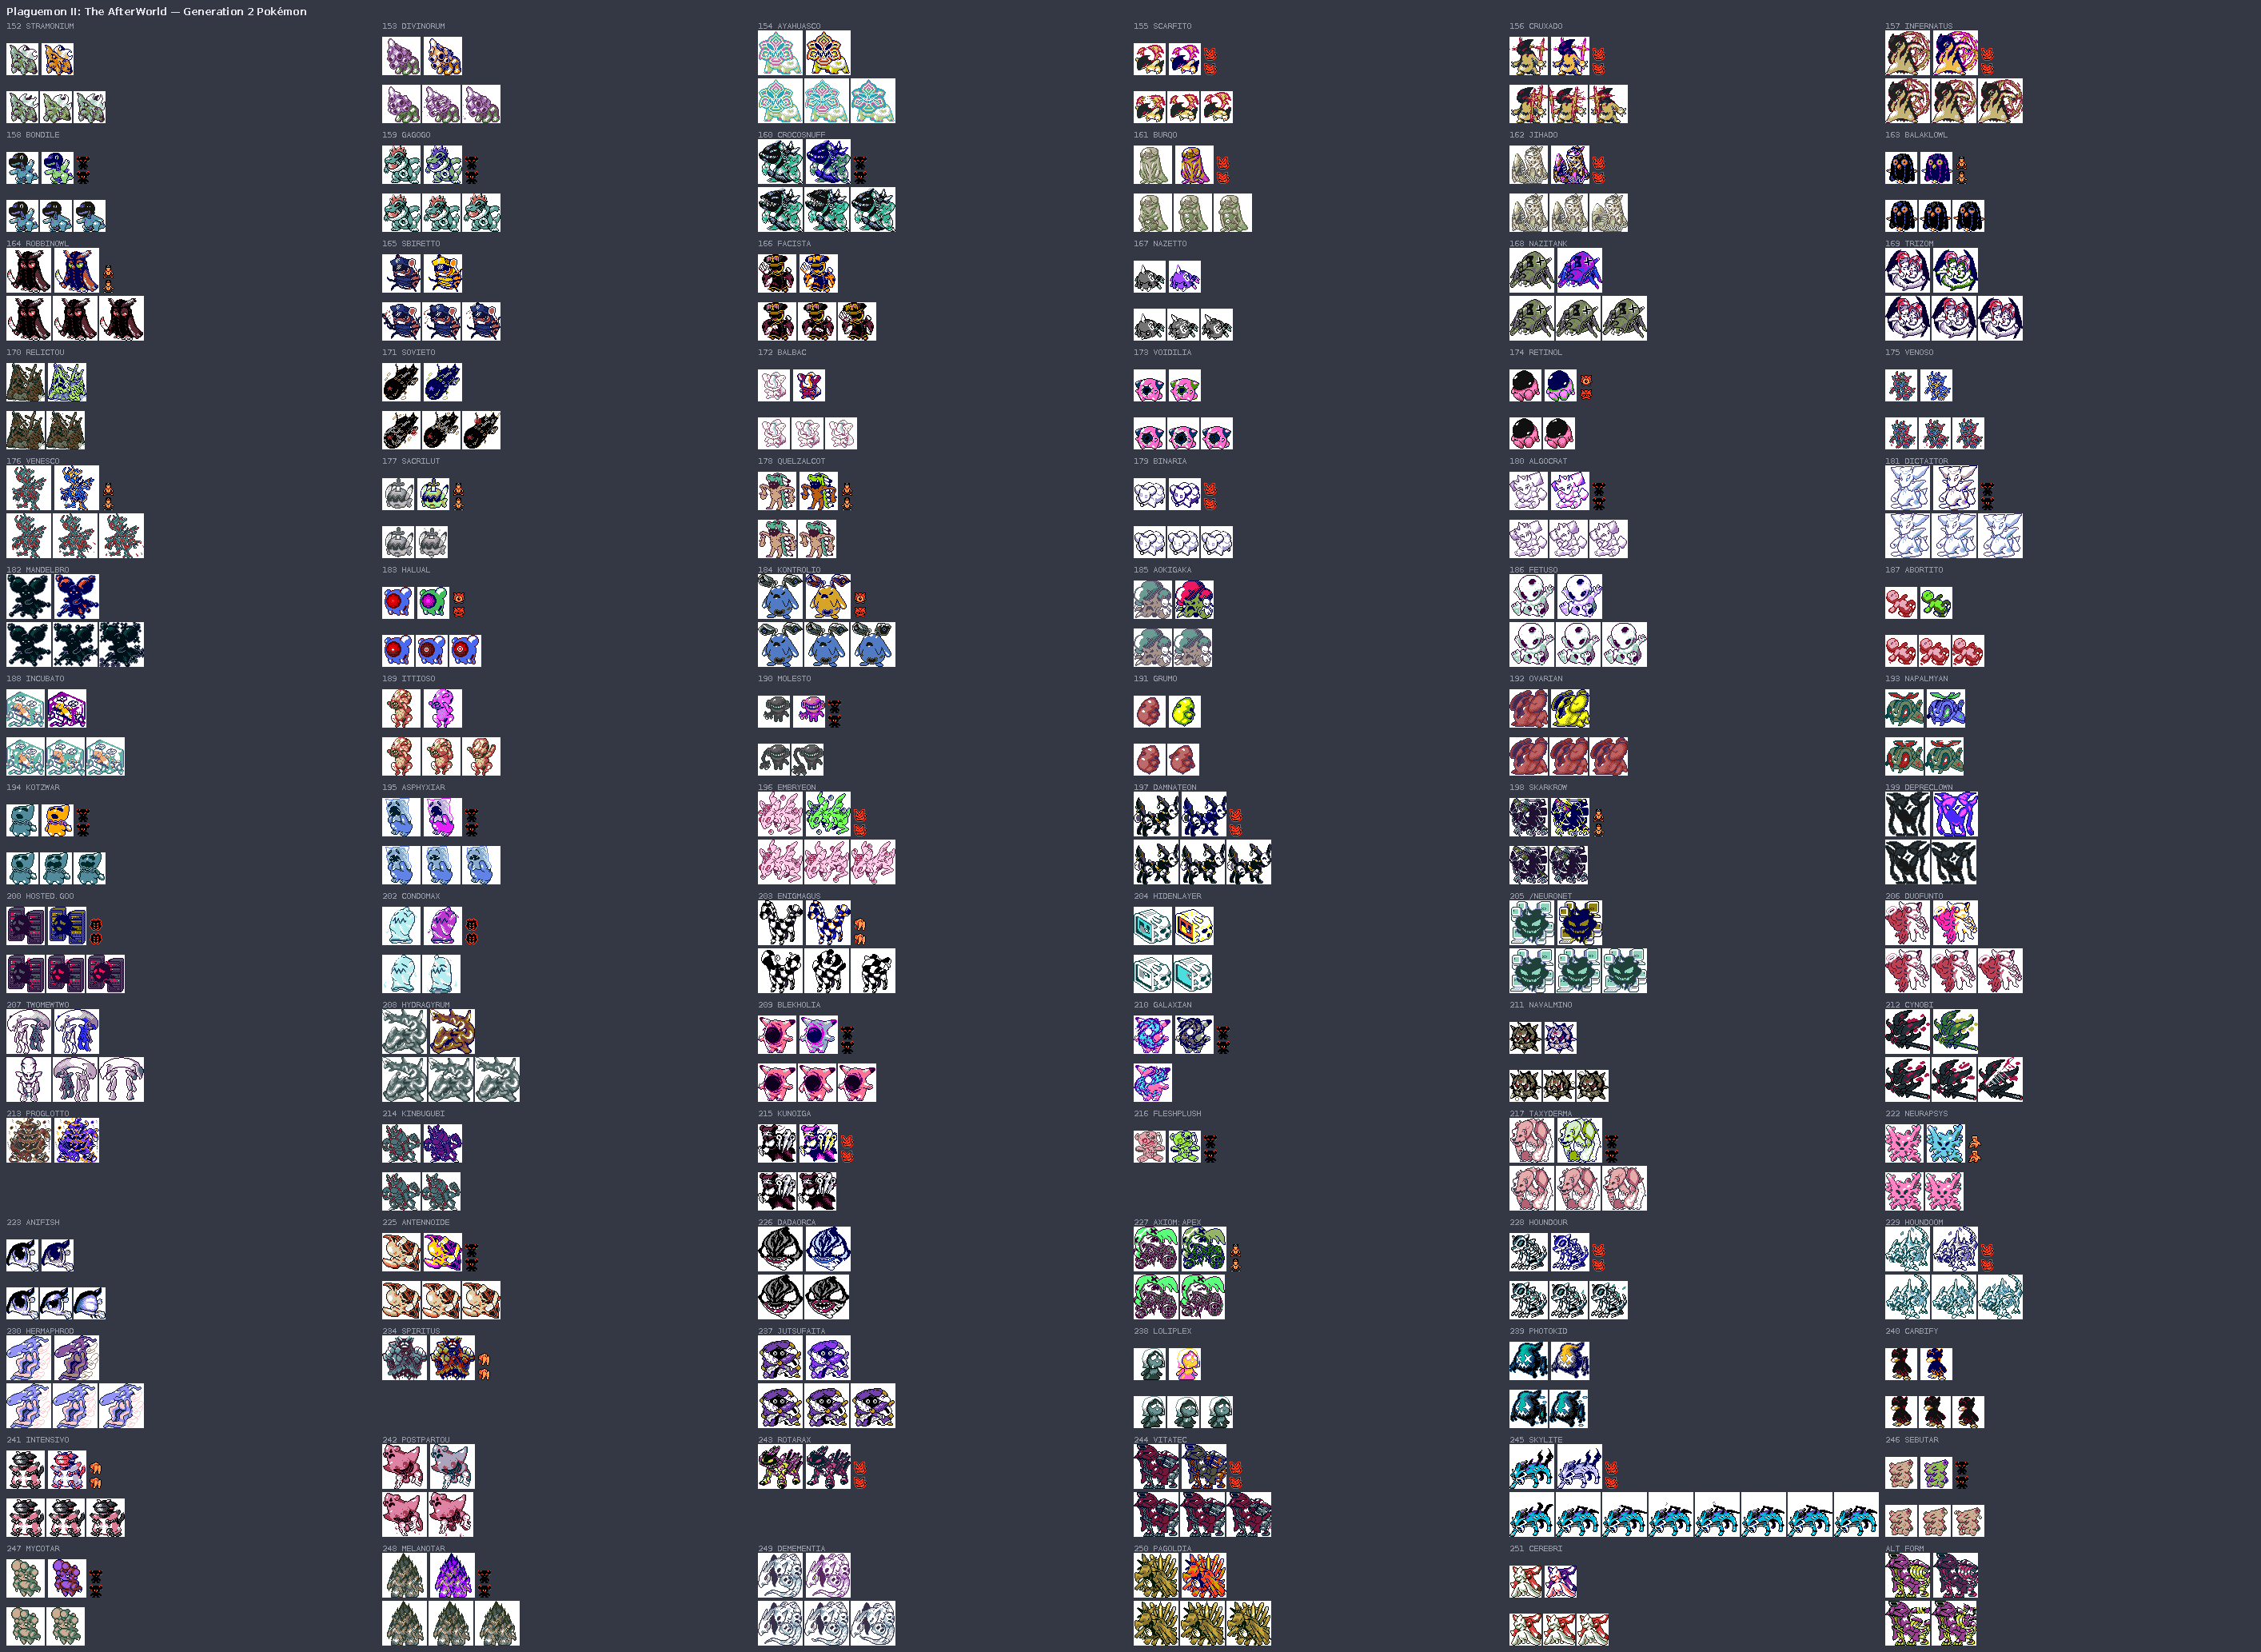 Plaguemon II: The AfterWorld — Generation 2 Pokémon
152 STRAMONIUM
153 DIVINORUM
154 AYAHUASCO
155 SCARFITO
156 CRUXADO
157 INFERNATUS
158 BONDILE
159 GAGOGO
160 CROCOSNUFF
161 BURQO
162 JIHADO
163 BALAKLOWL
164 ROBBINOWL
165 SBIRETTO
166 FACISTA
167 NAZETTO
168 NAZITANK
169 TRIZOM
170 RELICTOU
171 SOVIETO
172 BALBAC
173 VOIDILIA
174 RETINOL
175 VENOSO
176 VENESCO
177 SACRILUT
178 QUELZALCOT
179 BINARIA
180 ALGOCRAT
181 DICTAITOR
182 MANDELBRO
183 HALUAL
184 KONTROLIO
185 AOKIGAKA
186 FETUSO
187 ABORTITO
188 INCUBATO
189 ITTIOSO
190 MOLESTO
191 GRUMO
192 OVARIAN
193 NAPALMYAN
194 KOTZWAR
195 ASPHYXIAR
196 EMBRYEON
197 DAMNATEON
198 SKARKROW
199 DEPRECLOWN
200 HOSTED.GOO
202 CONDOMAX
203 ENIGMAGUS
204 HIDENLAYER
205 /NEURONET
206 DUOFUNTO
207 TWOMEWTWO
208 HYDRAGYRUM
209 BLEKHOLIA
210 GALAXIAN
211 NAVALMINO
212 CYNOBI
213 PROGLOTTO
214 KINBUGUBI
215 KUNOIGA
216 FLESHPLUSH
217 TAXYDERMA
222 NEURAPSYS
223 ANIFISH
225 ANTENNOIDE
226 DADAORCA
227 AXIOM:APEX
228 HOUNDOUR
229 HOUNDOOM
230 HERMAPHROD
234 SPIRITUS
237 JUTSUFAITA
238 LOLIPLEX
239 PHOTOKID
240 CARBIFY
241 INTENSIVO
242 POSTPARTOU
243 ROTARAX
244 VITATEC
245 SKYLITE
246 SEBUTAR
247 MYCOTAR
248 MELANOTAR
249 DEMEMENTIA
250 PAGOLDIA
251 CEREBRI
ALT FORM